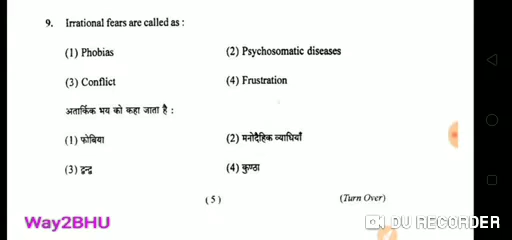 9. Irrational fears are called as :
(1) Phobias (2) Psychosomatic diseases
(3) Conflict (4) Frustration
अतार्किक भय को कहा जाता है :
(1) फोबिया (2) मनोदैहिक व्याधियाँ
(3) द्वन्द्व (4) कुण्ठा
(5) (Turn Over)
Way2BHU DU RECORDER